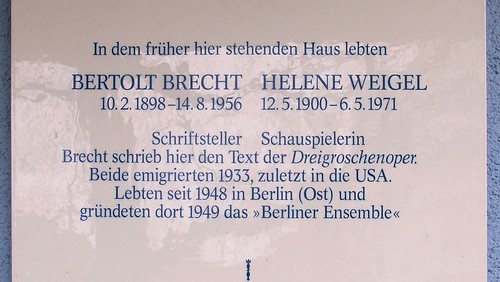 In dem früher hier stehenden Haus lebten
BERTOLT BRECHT HELENE WEIGEL
10.2.1898–14.8.1956 12.5.1900–6.5.1971
Schriftsteller Schauspielerin
Brecht schrieb hier den Text der Dreigroschenoper.
Beide emigrierten 1933, zuletzt in die USA.
Lebten seit 1948 in Berlin (Ost) und
gründeten dort 1949 das »Berliner Ensemble«